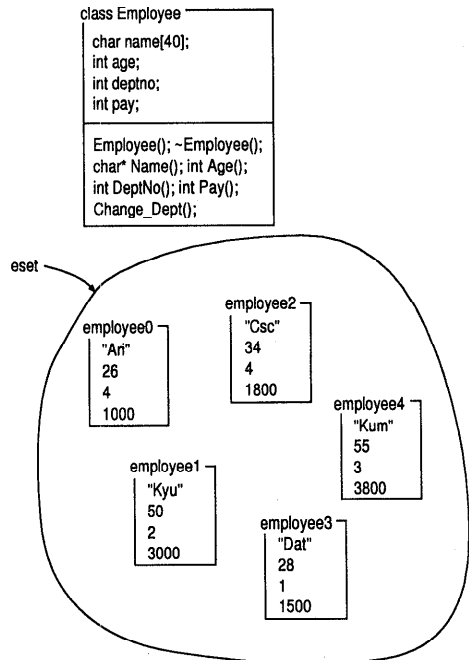 class Employee
char name[40];
int age;
int deptno;
int pay;
Employee(); ~Employee();
char* Name(); int Age();
int DeptNo(); int Pay();
Change_Dept();
eset
employee0
"Ari"
26
4
1000
employee2
"Csc"
34
4
1800
employee4
"Kum"
55
3
3800
employee1
"Kyu"
50
2
3000
employee3
"Dat"
28
1
1500